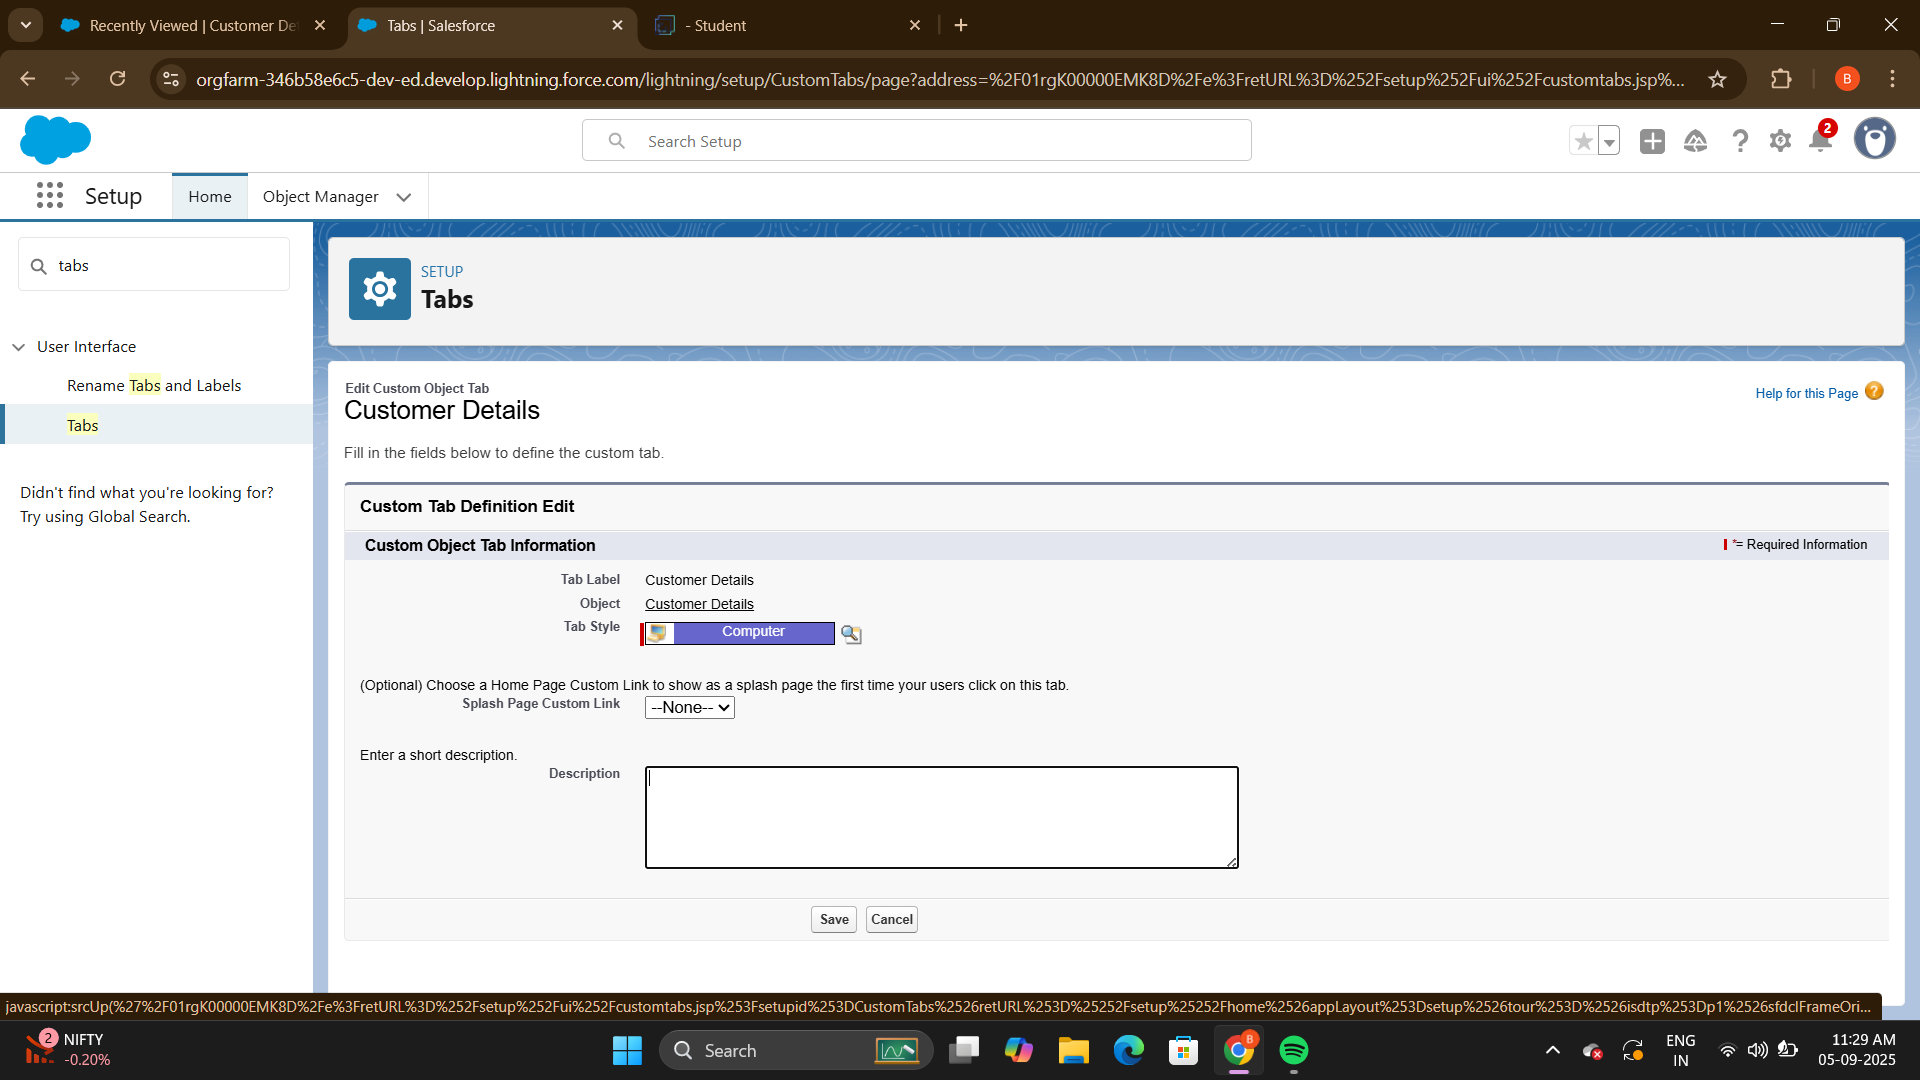 Recently Viewed | Customer De
Tabs | Salesforce
- Student
orgfarm-346b58e6c5-dev-ed.develop.lightning.force.com/lightning/setup/CustomTabs/page?address=%2F01rgK00000EMK8D%2Fe%3FretURL%3D%252Fsetup%252Fui%252Fcustomtabs.jsp%...
B
Search Setup
2
Setup
Home
Object Manager
tabs
User Interface
Rename Tabs and Labels
Tabs
Didn't find what you're looking for?
Try using Global Search.
SETUP
Tabs
Edit Custom Object Tab
Customer Details
Help for this Page
Fill in the fields below to define the custom tab.
Custom Tab Definition Edit
Custom Object Tab Information
*= Required Information
Tab Label Customer Details
Object Customer Details
Tab Style Computer
(Optional) Choose a Home Page Custom Link to show as a splash page the first time your users click on this tab.
Splash Page Custom Link --None--
Enter a short description.
Description
Save Cancel
javascript:srcUp(%27%2F01rgK00000EMK8D%2Fe%3FretURL%3D%252Fsetup%252Fui%252Fcustomtabs.jsp%253Fsetupid%253DCustomTabs%2526retURL%253D%25252Fsetup%25252Fhome%2526appLayout%253Dsetup%2526tour%253D%2526isdtp%253Dp1%2526sfdcIFrameOri...
2
NIFTY
-0.20%
Search
B
ENG
IN
11:29 AM
05-09-2025